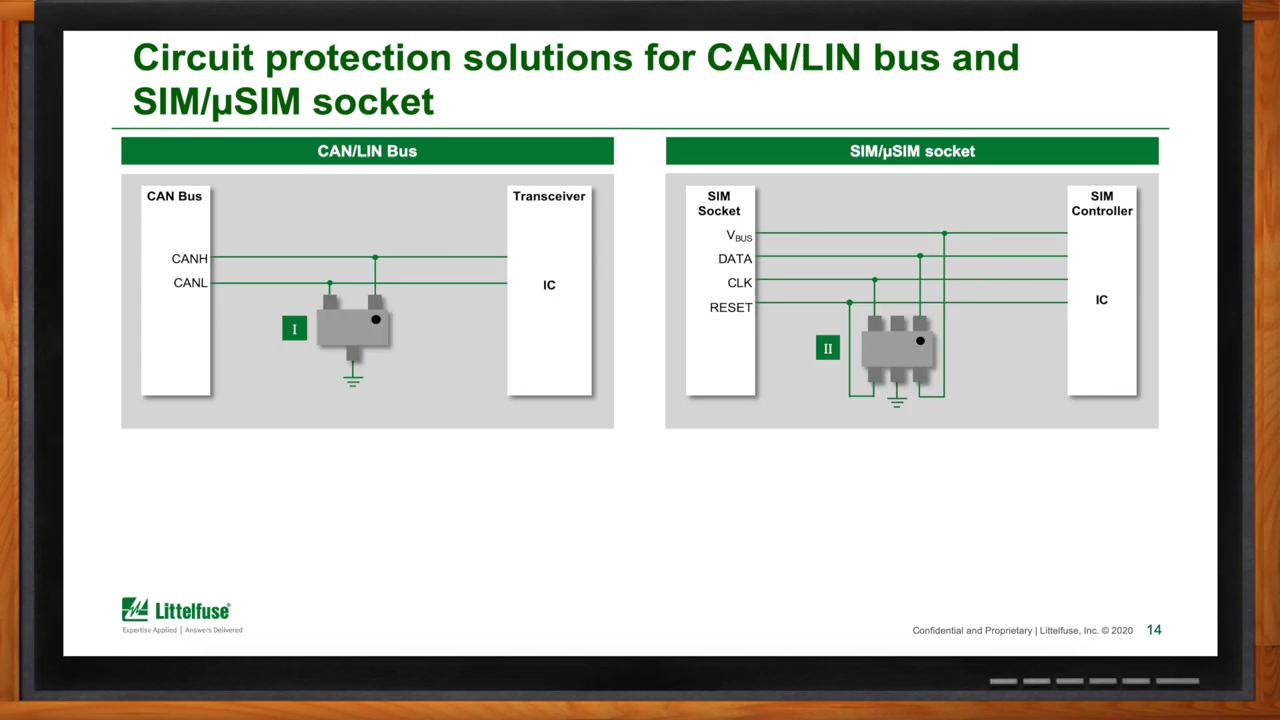 Circuit protection solutions for CAN/LIN bus and
SIM/µSIM socket
CAN/LIN Bus
CAN Bus
Transceiver
CANH
CANL
IC
I
SIM/µSIM socket
SIM
Socket
SIM
Controller
VBUS
DATA
CLK
RESET
IC
II
Littelfuse®
Expertise Applied | Answers Delivered
Confidential and Proprietary | Littelfuse, Inc. © 2020 14